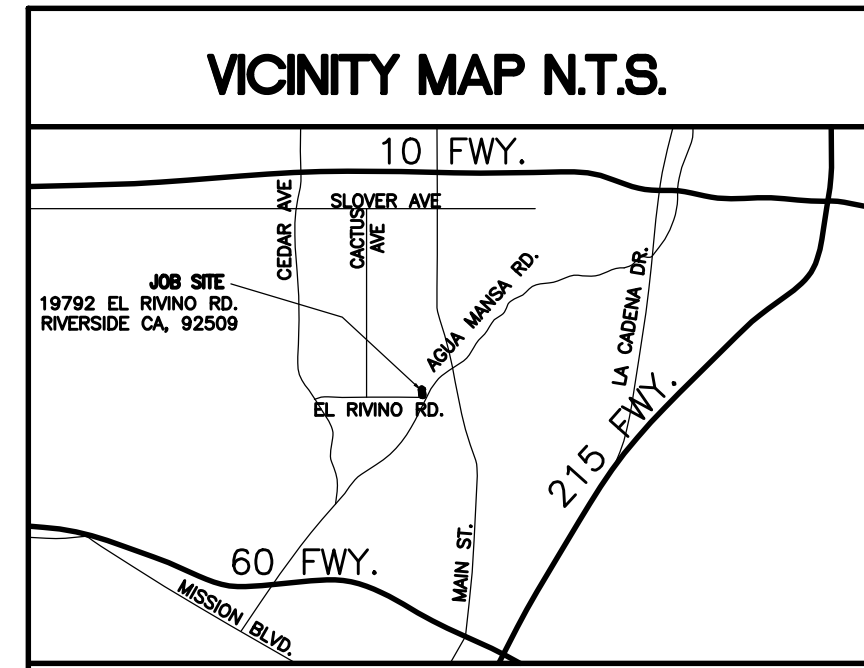 VICINITY MAP N.T.S.
10 FWY.
SLOVER AVE
CEDAR AVE
CACTUS
AVE
JOB SITE
19792 EL RIVINO RD.
RIVERSIDE CA, 92509
AGUA MANSA RD.
LA CADENA DR.
EL RIVINO RD.
215 FWY.
60 FWY.
MAIN ST.
MISSION BLVD.